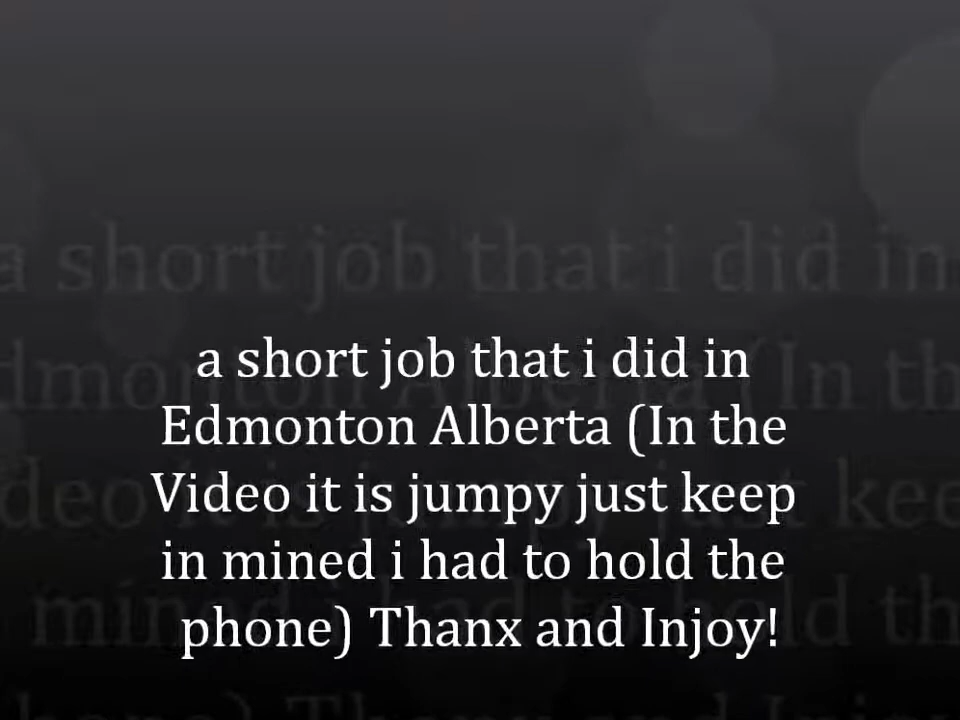 a short job that i did in
Edmonton Alberta (In the
Video it is jumpy just keep
in mined i had to hold the
phone) Thanx and Injoy!